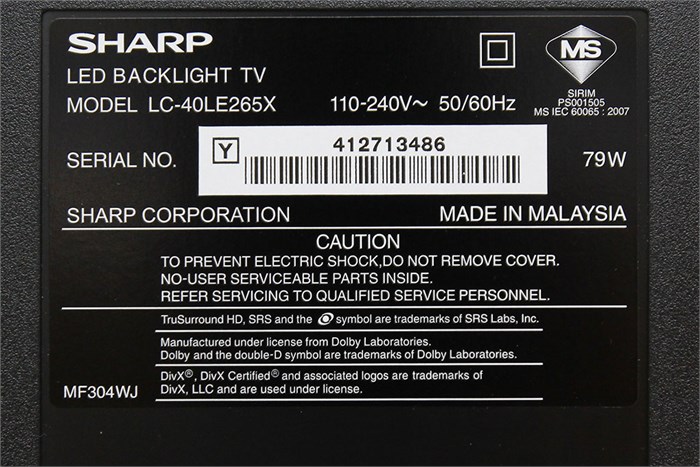 SHARP
LED BACKLIGHT TV
MODEL LC-40LE265X 110-240V~ 50/60Hz
MS
SIRIM
PS001505
MS IEC 60065 : 2007
SERIAL NO. Y 412713486 79W
SHARP CORPORATION MADE IN MALAYSIA
CAUTION
TO PREVENT ELECTRIC SHOCK,DO NOT REMOVE COVER.
NO-USER SERVICEABLE PARTS INSIDE.
REFER SERVICING TO QUALIFIED SERVICE PERSONNEL.
TruSurround HD, SRS and the symbol are trademarks of SRS Labs, Inc.
Manufactured under license from Dolby Laboratories.
Dolby and the double-D symbol are trademarks of Dolby Laboratories.
DivX®, DivX Certified® and associated logos are trademarks of
DivX, LLC and are used under license.
MF304WJ